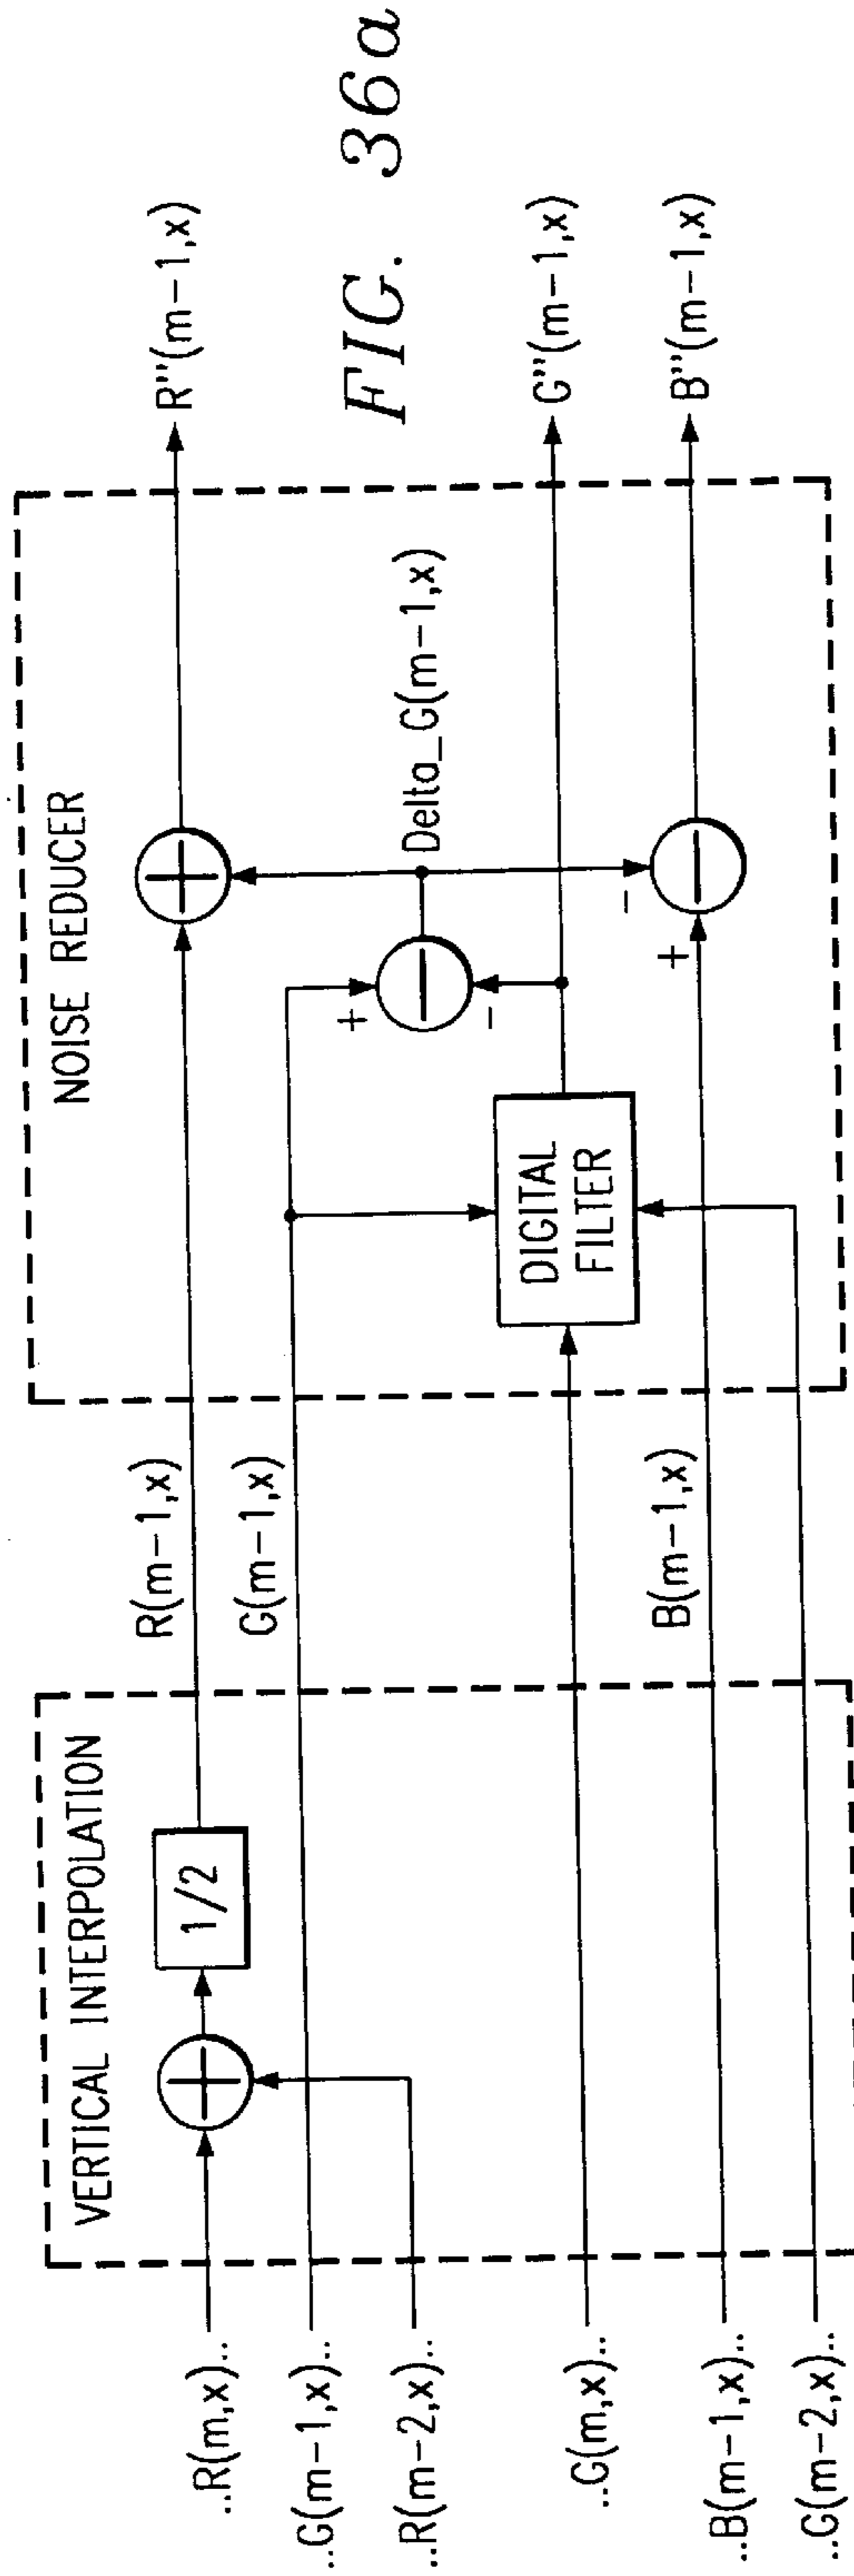 FIG. 36a
VERTICAL INTERPOLATION
NOISE REDUCER
..R(m,x)..
..G(m-1,x)..
..R(m-2,x)..
..G(m,x)..
..B(m-1,x)..
..G(m-2,x)..
1/2
R(m-1,x)
G(m-1,x)
B(m-1,x)
DIGITAL
FILTER
+
-
Delta_G(m-1,x)
-
+
R"(m-1,x)
G"(m-1,x)
B"(m-1,x)